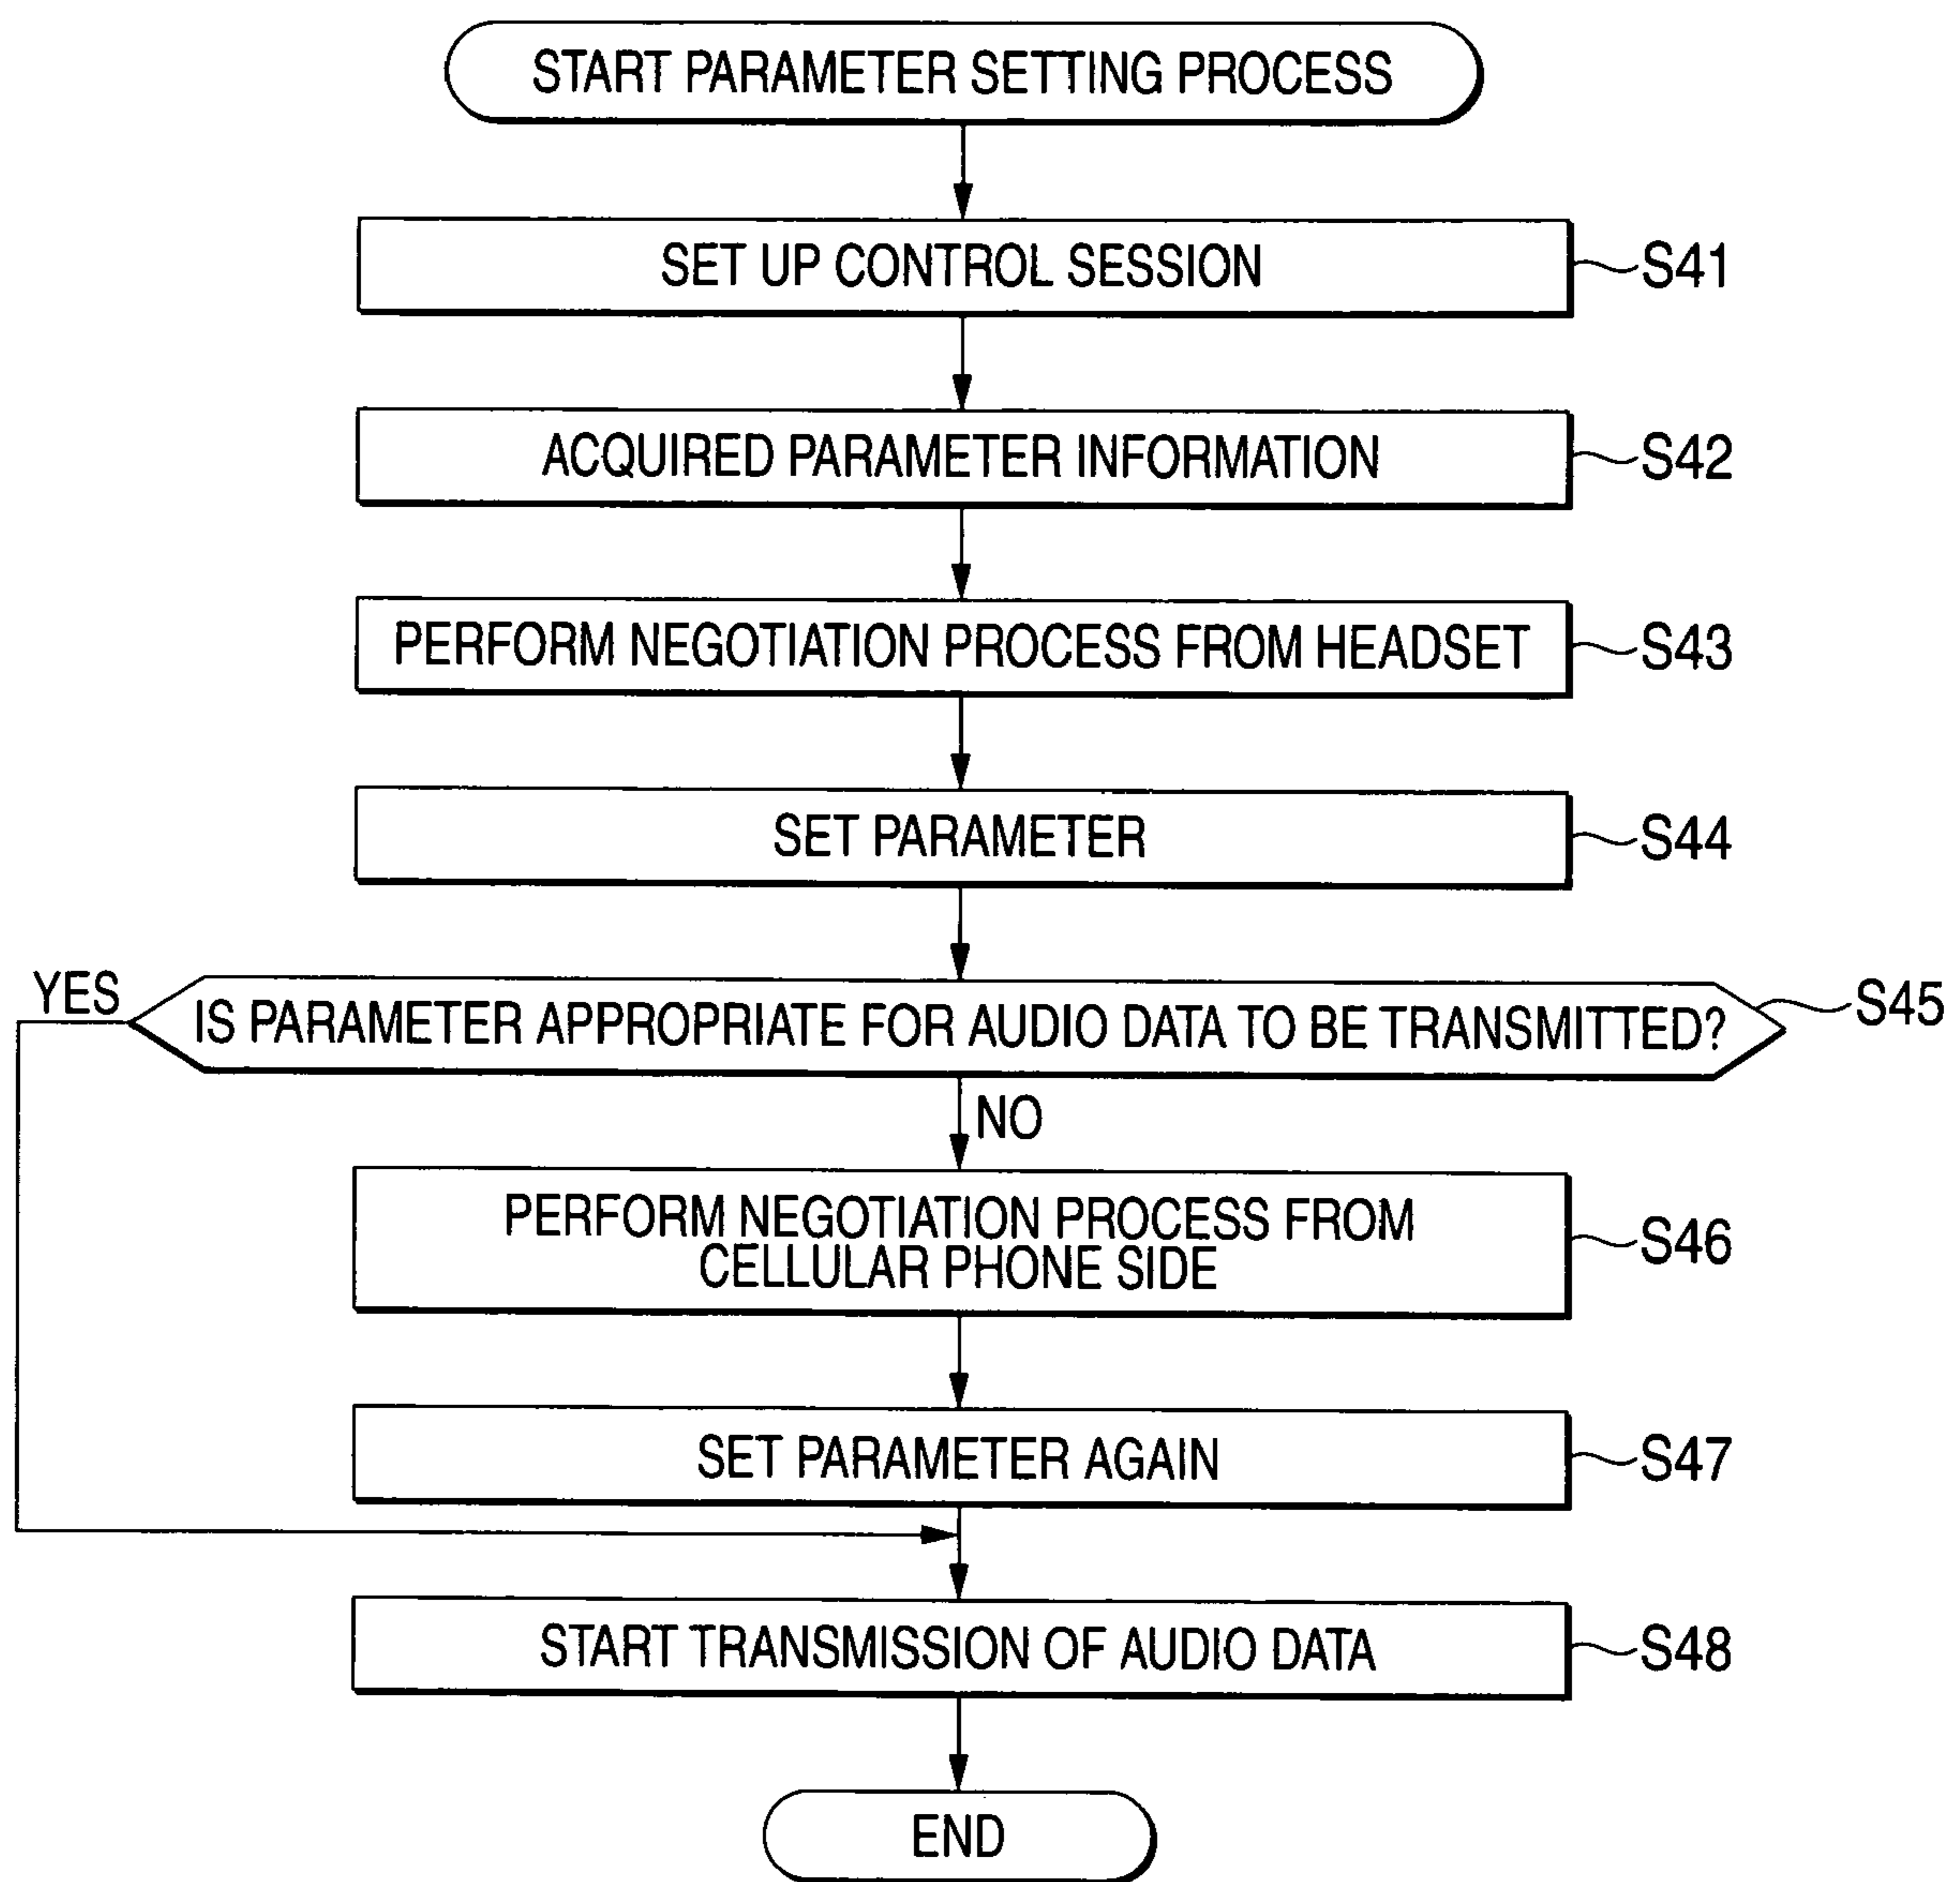 START PARAMETER SETTING PROCESS
SET UP CONTROL SESSION
S41
ACQUIRED PARAMETER INFORMATION
S42
PERFORM NEGOTIATION PROCESS FROM HEADSET
S43
SET PARAMETER
S44
YES
IS PARAMETER APPROPRIATE FOR AUDIO DATA TO BE TRANSMITTED?
S45
NO
PERFORM NEGOTIATION PROCESS FROM
CELLULAR PHONE SIDE
S46
SET PARAMETER AGAIN
S47
START TRANSMISSION OF AUDIO DATA
S48
END